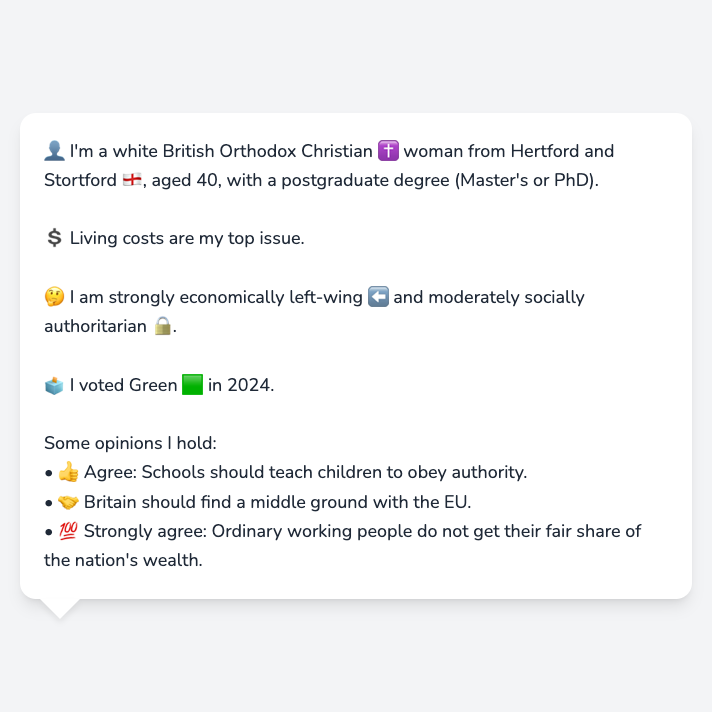 👤 I'm a white British Orthodox Christian ✝️ woman from Hertford and
Stortford 🏴󠁧󠁢󠁥󠁮󠁧󠁿, aged 40, with a postgraduate degree (Master's or PhD).
💲 Living costs are my top issue.
🤔 I am strongly economically left-wing ⬅️ and moderately socially
authoritarian 🔒.
🗳️ I voted Green 🟩 in 2024.
Some opinions I hold:
• 👍 Agree: Schools should teach children to obey authority.
• 🤝 Britain should find a middle ground with the EU.
• 💯 Strongly agree: Ordinary working people do not get their fair share of
the nation's wealth.